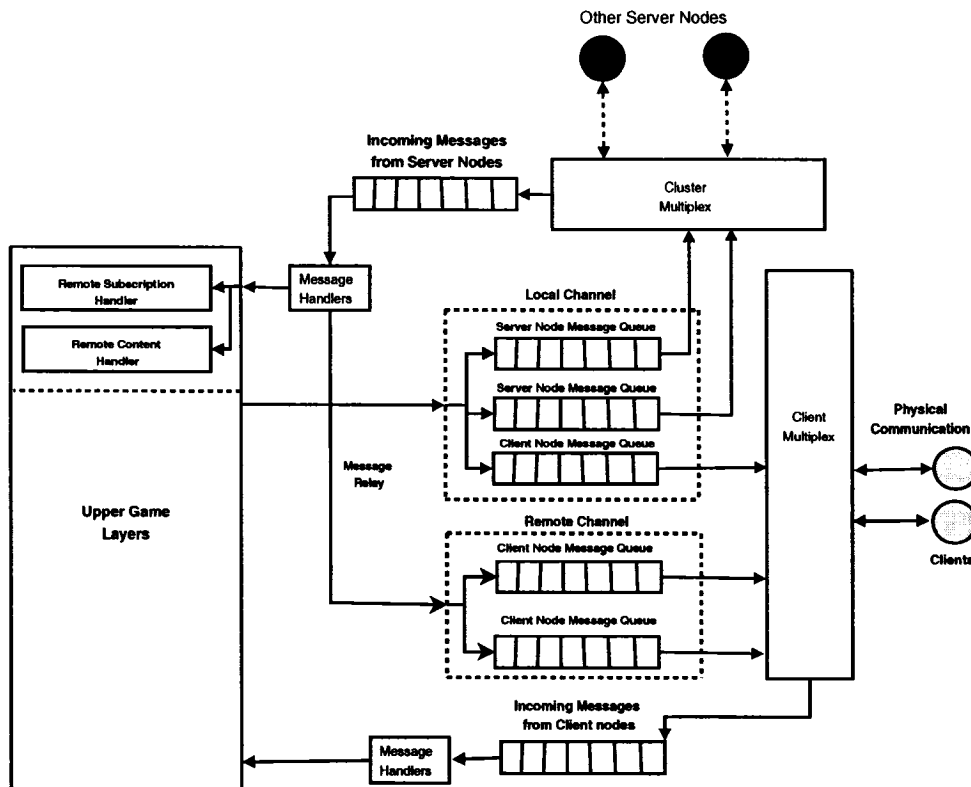 Other Server Nodes
Incoming Messages
from Server Nodes
Cluster
Multiplex
Remote Subscription
Handler
Message
Handlers
Remote Content
Handler
Local Channel
Server Node Message Queue
Server Node Message Queue
Client Node Message Queue
Client
Multiplex
Physical
Communication
Message
Relay
Upper Game
Layers
Remote Channel
Client Node Message Queue
Client Node Message Queue
Clients
Incoming Messages
from Client nodes
Message
Handlers